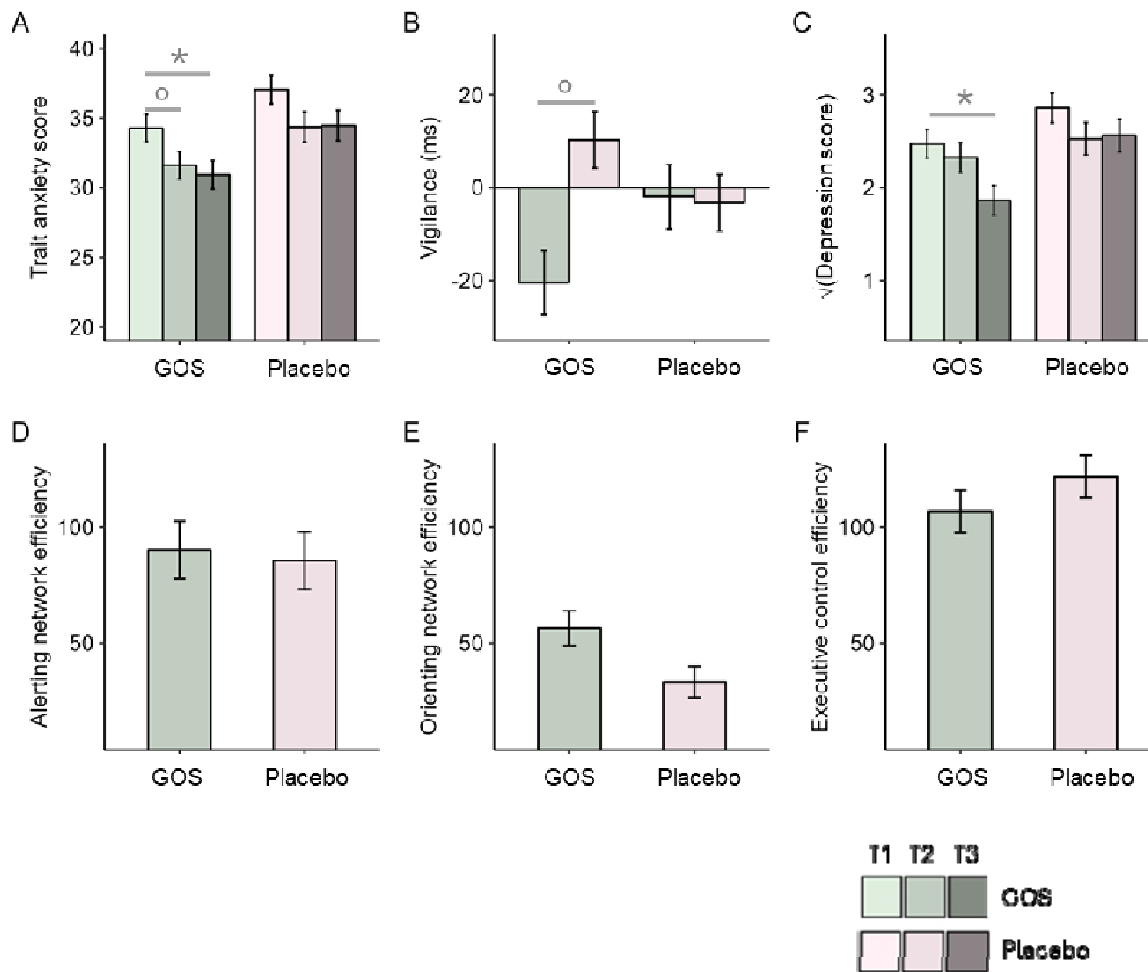 A
Trait anxiety score
40
35
30
25
20
*
o
GOS
Placebo
B
Vigilance (ms)
20
0
-20
o
GOS
Placebo
C
√(Depression score)
3
2
1
*
GOS
Placebo
D
Alerting network efficiency
100
50
GOS
Placebo
E
Orienting network efficiency
100
50
GOS
Placebo
F
Executive control efficiency
100
50
GOS
Placebo
T1 T2 T3
GOS
Placebo